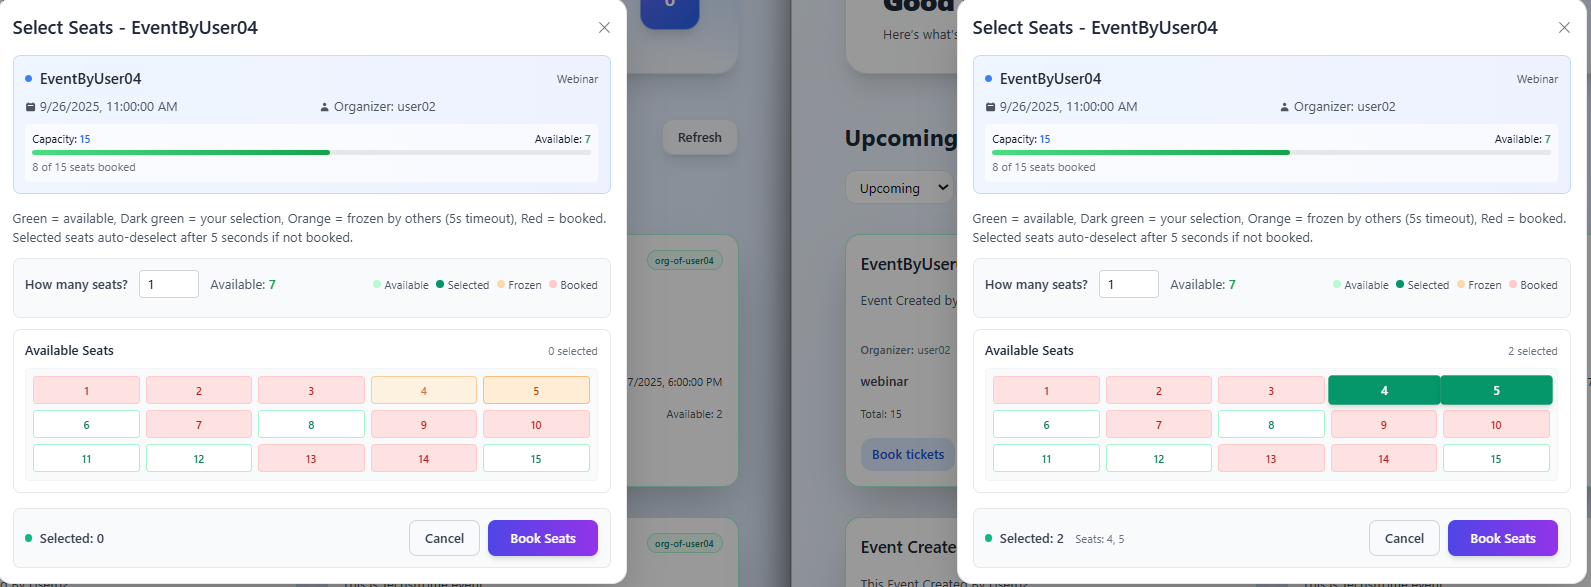 Select Seats - EventByUser04
EventByUser04
Webinar
9/26/2025, 11:00:00 AM
Organizer: user02
Capacity: 15
Available: 7
8 of 15 seats booked
Green = available, Dark green = your selection, Orange = frozen by others (5s timeout), Red = booked.
Selected seats auto-deselect after 5 seconds if not booked.
How many seats? 1 Available: 7
Available Selected Frozen Booked
Available Seats
0 selected
1 2 3 4 5
6 7 8 9 10
11 12 13 14 15
Selected: 0
Cancel
Book Seats
Refresh
org-of-user04
7/2025, 6:00:00 PM
Available: 2
org-of-user04
Good
Here's what's
Upcoming
Upcoming
EventByUser
Event Created by
Organizer: user02
webinar
Total: 15
Book tickets
Event Create
This Event Created By User02
Select Seats - EventByUser04
EventByUser04
Webinar
9/26/2025, 11:00:00 AM
Organizer: user02
Capacity: 15
Available: 7
8 of 15 seats booked
Green = available, Dark green = your selection, Orange = frozen by others (5s timeout), Red = booked.
Selected seats auto-deselect after 5 seconds if not booked.
How many seats? 1 Available: 7
Available Selected Frozen Booked
Available Seats
2 selected
1 2 3 4 5
6 7 8 9 10
11 12 13 14 15
Selected: 2 Seats: 4, 5
Cancel
Book Seats